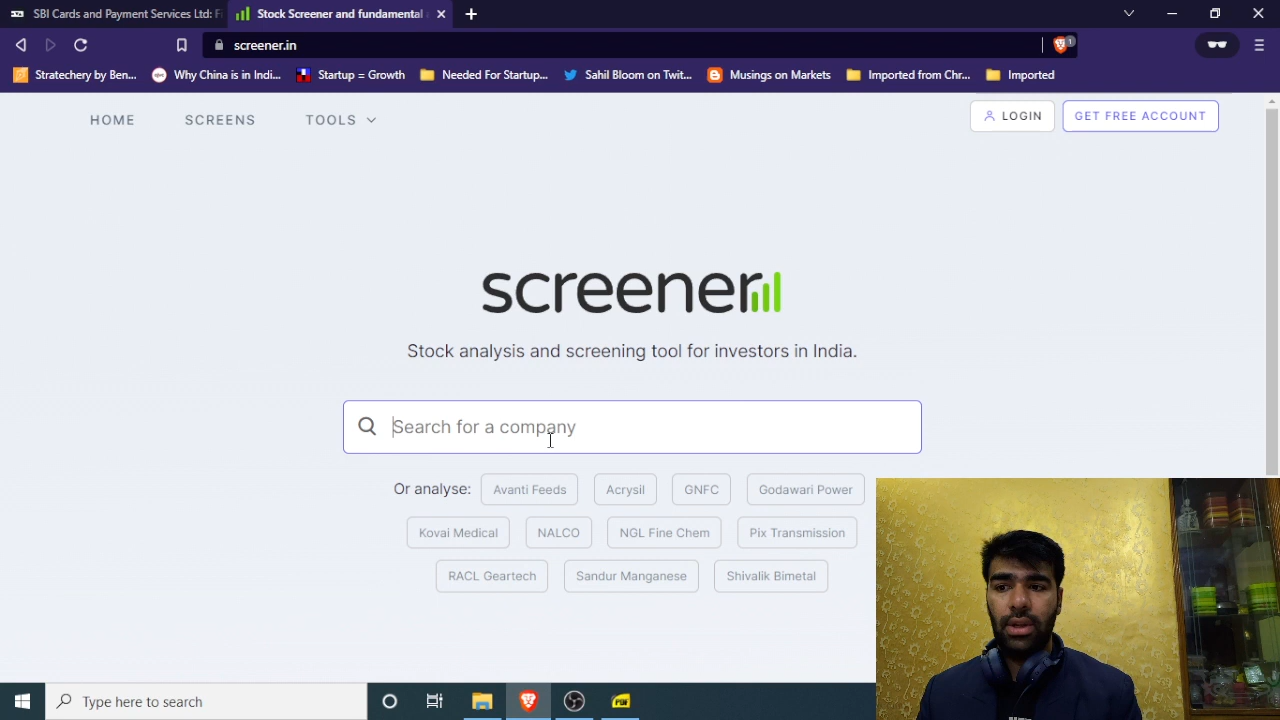 SBI Cards and Payment Services Ltd: Fi
Stock Screener and fundamental a
screener.in
1
Stratechery by Ben...
Why China is in Indi...
Startup = Growth
Needed For Startup...
Sahil Bloom on Twit...
Musings on Markets
Imported from Chr...
Imported
HOME
SCREENS
TOOLS
LOGIN
GET FREE ACCOUNT
screener
Stock analysis and screening tool for investors in India.
Search for a company
Or analyse:
Avanti Feeds
Acrysil
GNFC
Godawari Power
Kovai Medical
NALCO
NGL Fine Chem
Pix Transmission
RACL Geartech
Sandur Manganese
Shivalik Bimetal
Type here to search
PDF